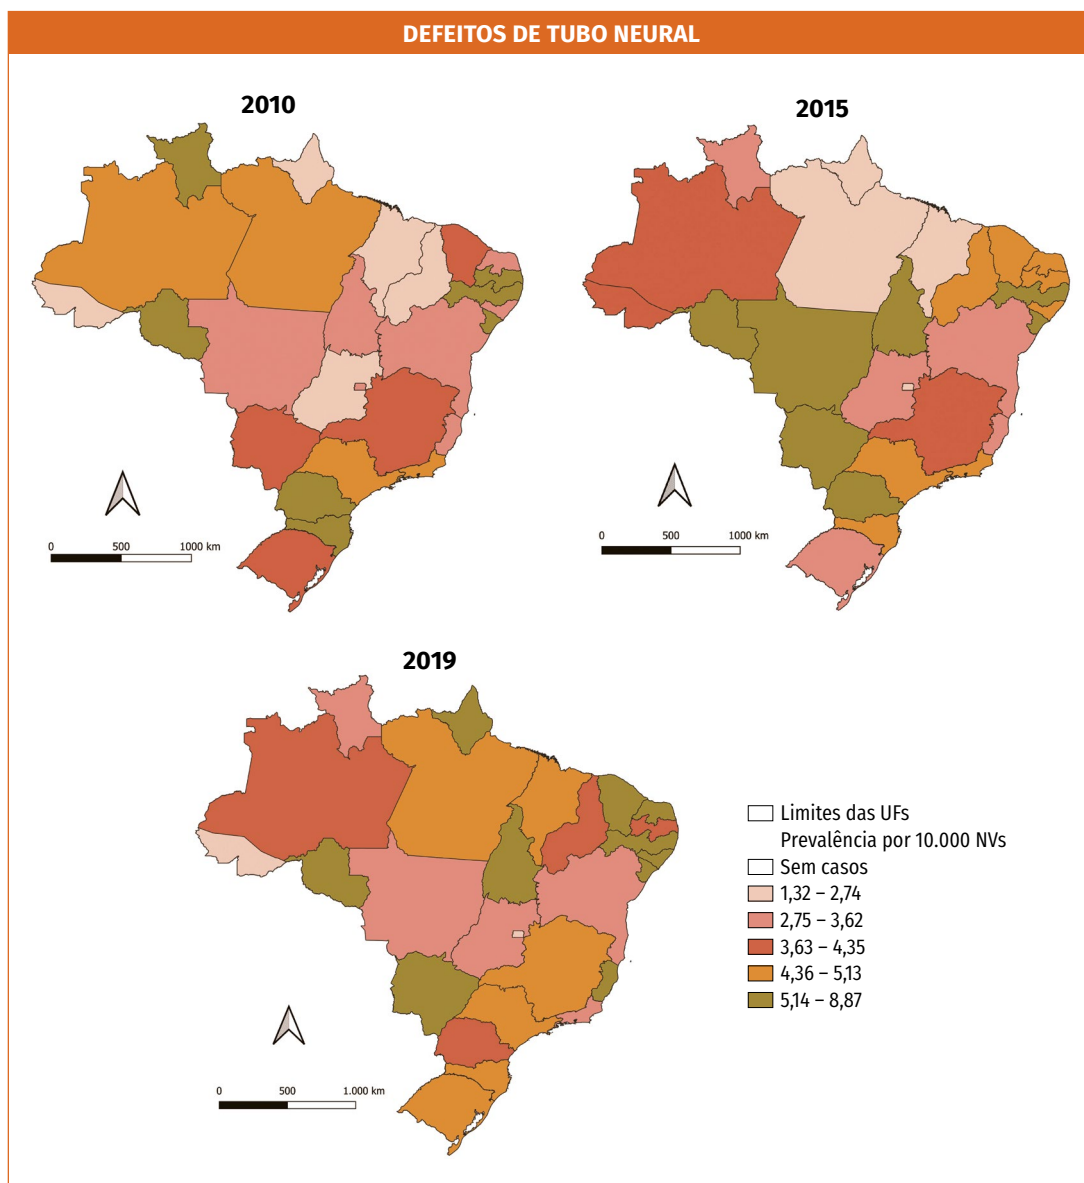 DEFEITOS DE TUBO NEURAL
2010
2015
0 500 1000 km
0 500 1000 km
2019
0 500 1.000 km
Limites das UFs
Prevalência por 10.000 NVs
Sem casos
1,32 – 2,74
2,75 – 3,62
3,63 – 4,35
4,36 – 5,13
5,14 – 8,87